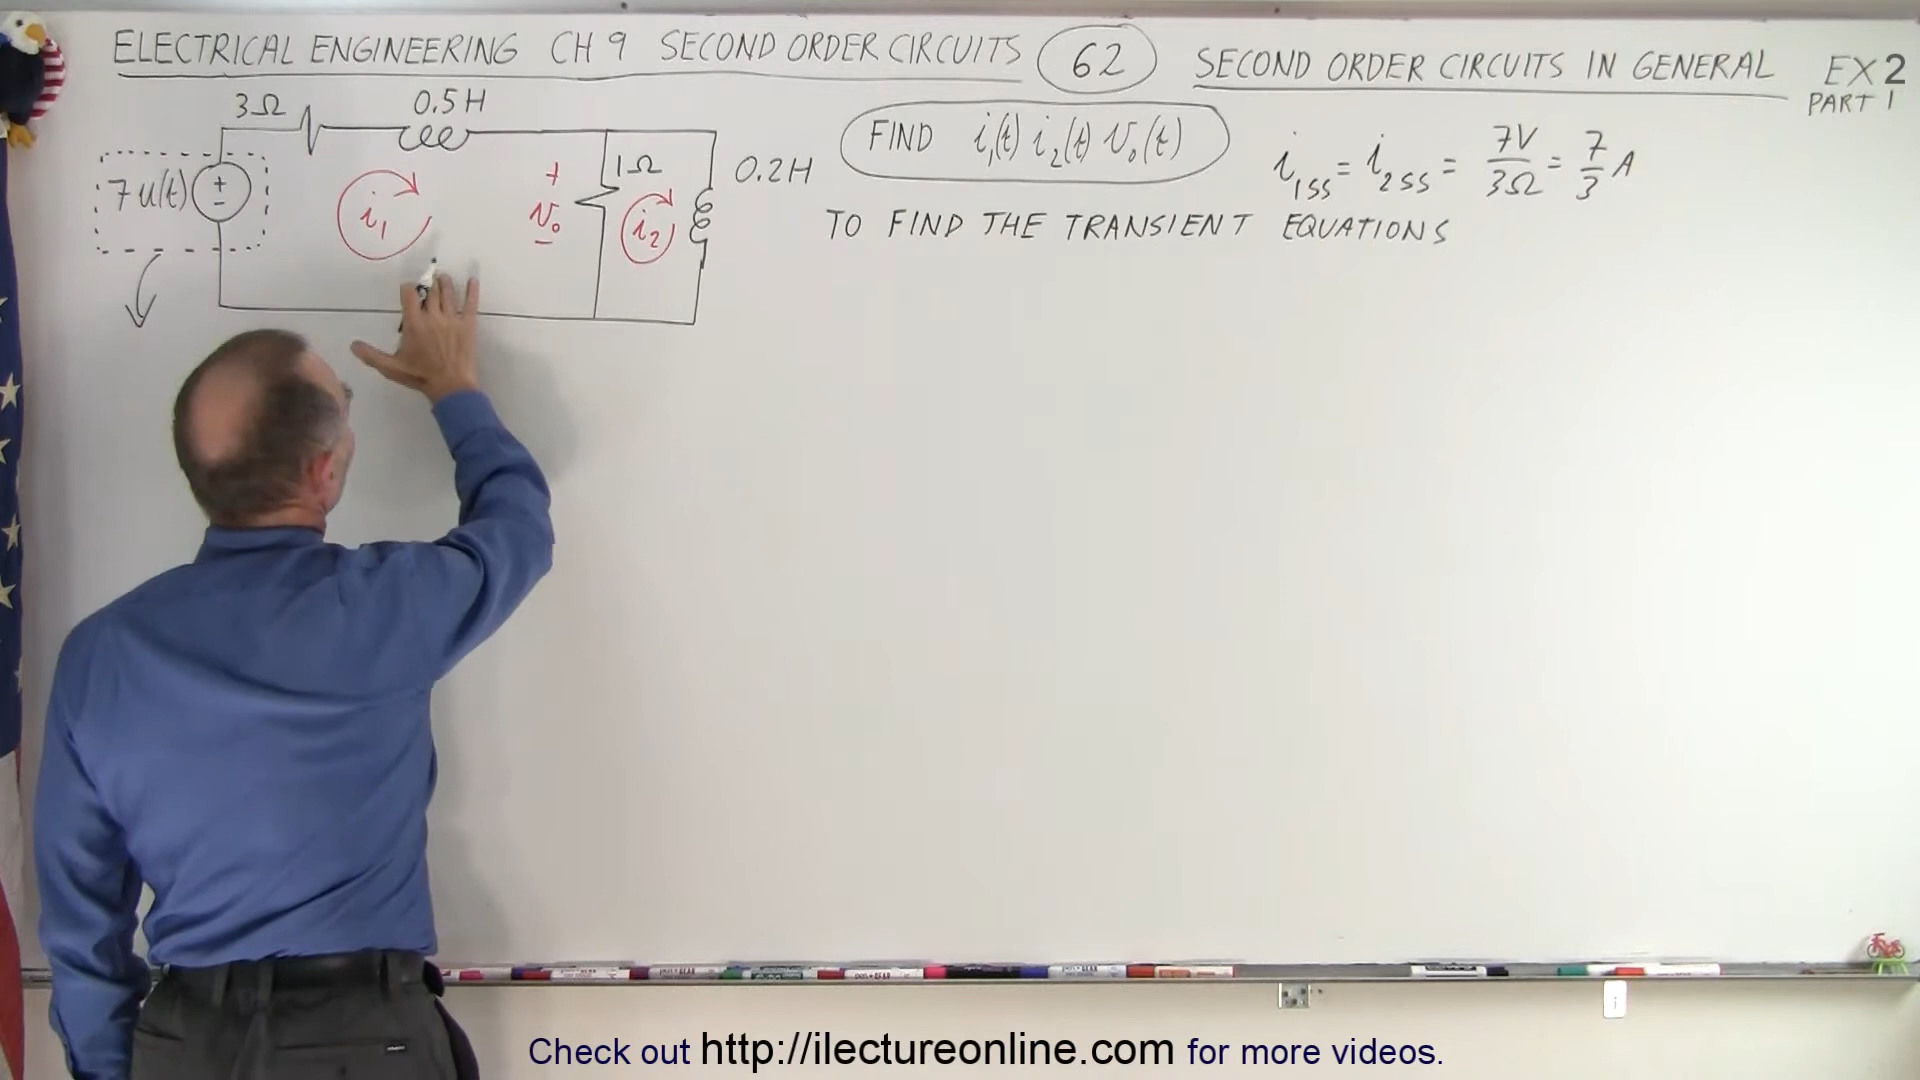 ELECTRICAL ENGINEERING CH 9 SECOND ORDER CIRCUITS 62 SECOND ORDER CIRCUITS IN GENERAL EX 2
PART 1
3Ω 0.5H
FIND i₁(t) i₂(t) v₀(t)
i₁ss = i₂ss = 7V/3Ω = 7/3 A
7u(t) + - i₁ + v₀ - 1Ω i₂ 0.2H
TO FIND THE TRANSIENT EQUATIONS
Check out http://ilectureonline.com for more videos.